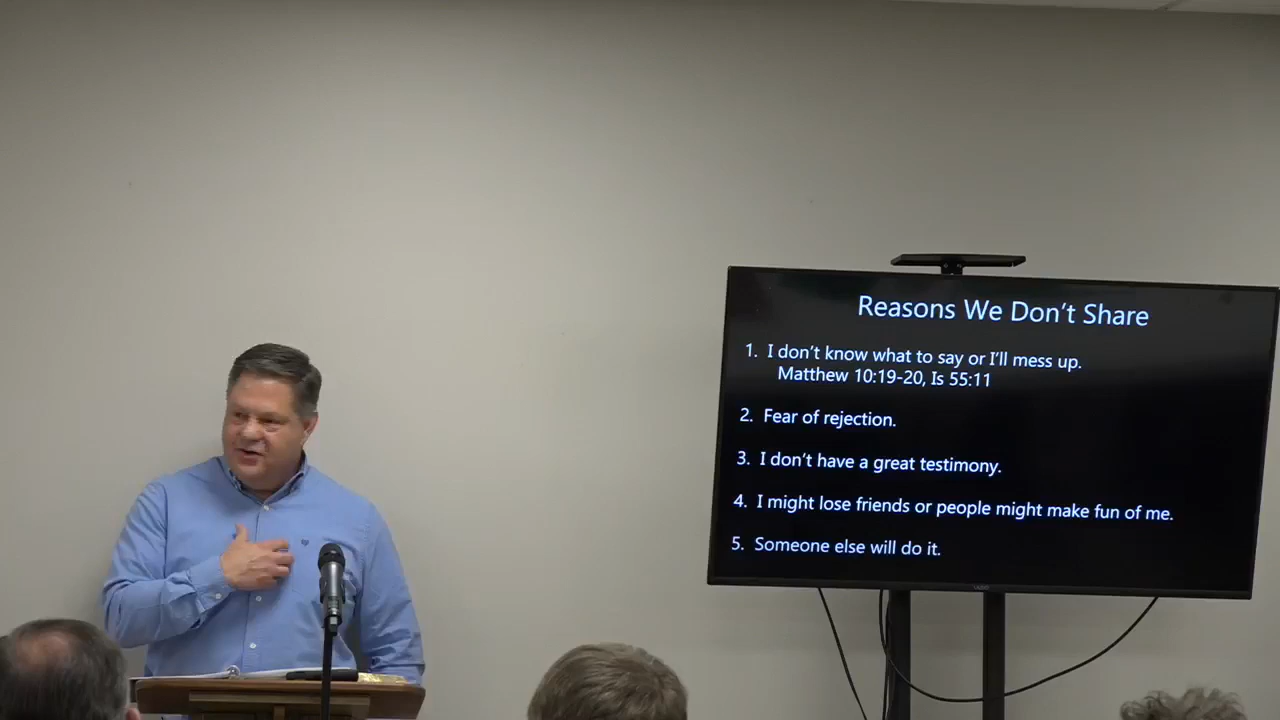 Reasons We Don't Share
1. I don't know what to say or I'll mess up.
Matthew 10:19-20, Is 55:11
2. Fear of rejection.
3. I don't have a great testimony.
4. I might lose friends or people might make fun of me.
5. Someone else will do it.